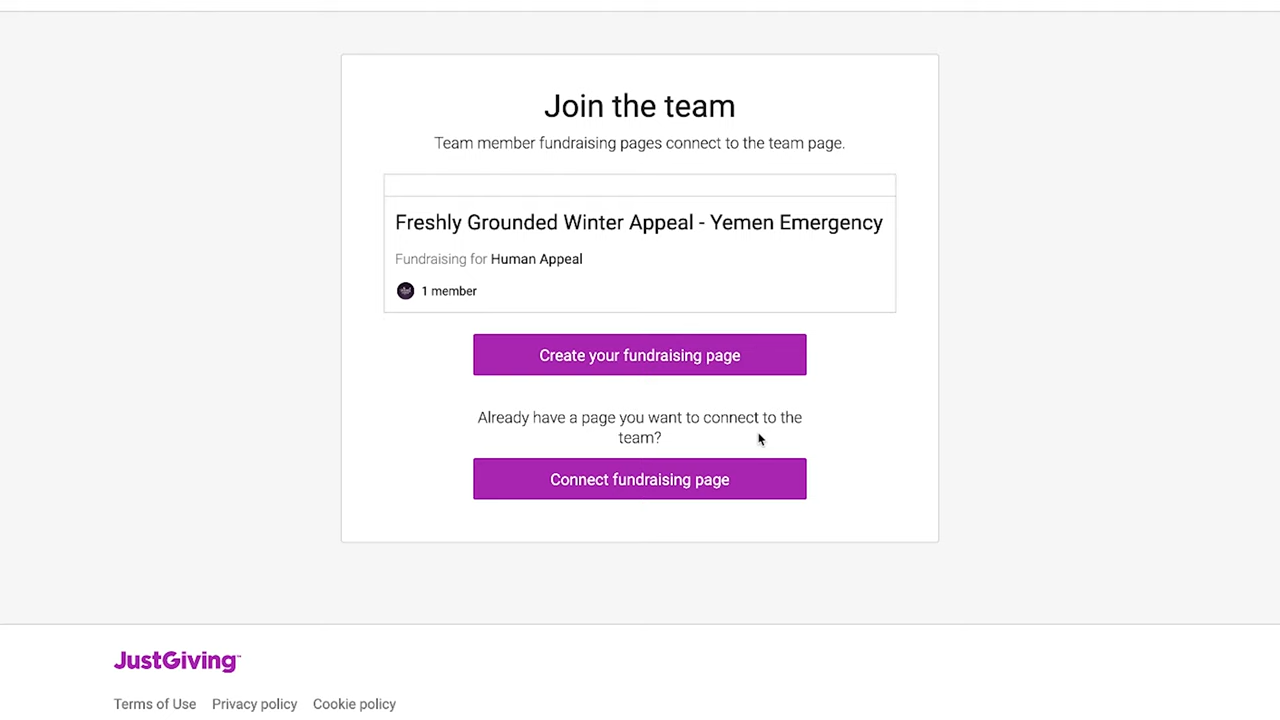 Join the team
Team member fundraising pages connect to the team page.
Freshly Grounded Winter Appeal - Yemen Emergency
Fundraising for Human Appeal
1 member
Create your fundraising page
Already have a page you want to connect to the
team?
Connect fundraising page
JustGiving™
Terms of Use Privacy policy Cookie policy